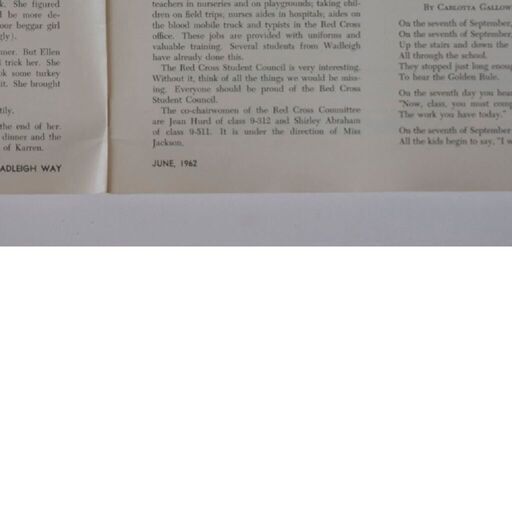 k. She figured
l be more de-
oor beggar girl
gly).
ner. But Ellen
l trick her. She
ok some turkey
it. She brought
tily.
the end of her
dinner and the
of Karren.
ADLEIGH WAY
teachers in nurseries and on playgrounds; taking chil-
dren on field trips; nurses aides in hospitals; aides on
the blood mobile truck and typists in the Red Cross
office. These jobs are provided with uniforms and
valuable training. Several students from Wadleigh
have already done this.
The Red Cross Student Council is very interesting.
Without it, think of all the things we would be miss-
ing. Everyone should be proud of the Red Cross
Student Council.
The co-chairwomen of the Red Cross Committee
are Jean Hurd of class 9-312 and Shirley Abraham
of class 9-511. It is under the direction of Miss
Jackson.
JUNE, 1962
BY CARLOTTA GALLOW
On the seventh of September,
On the seventh of September,
Up the stairs and down the
All through the school.
They stopped just long enoug
To hear the Golden Rule.
On the seventh day you hear
"Now, class, you must comp
The work you have today."
On the seventh of September
All the kids begin to say, "I w